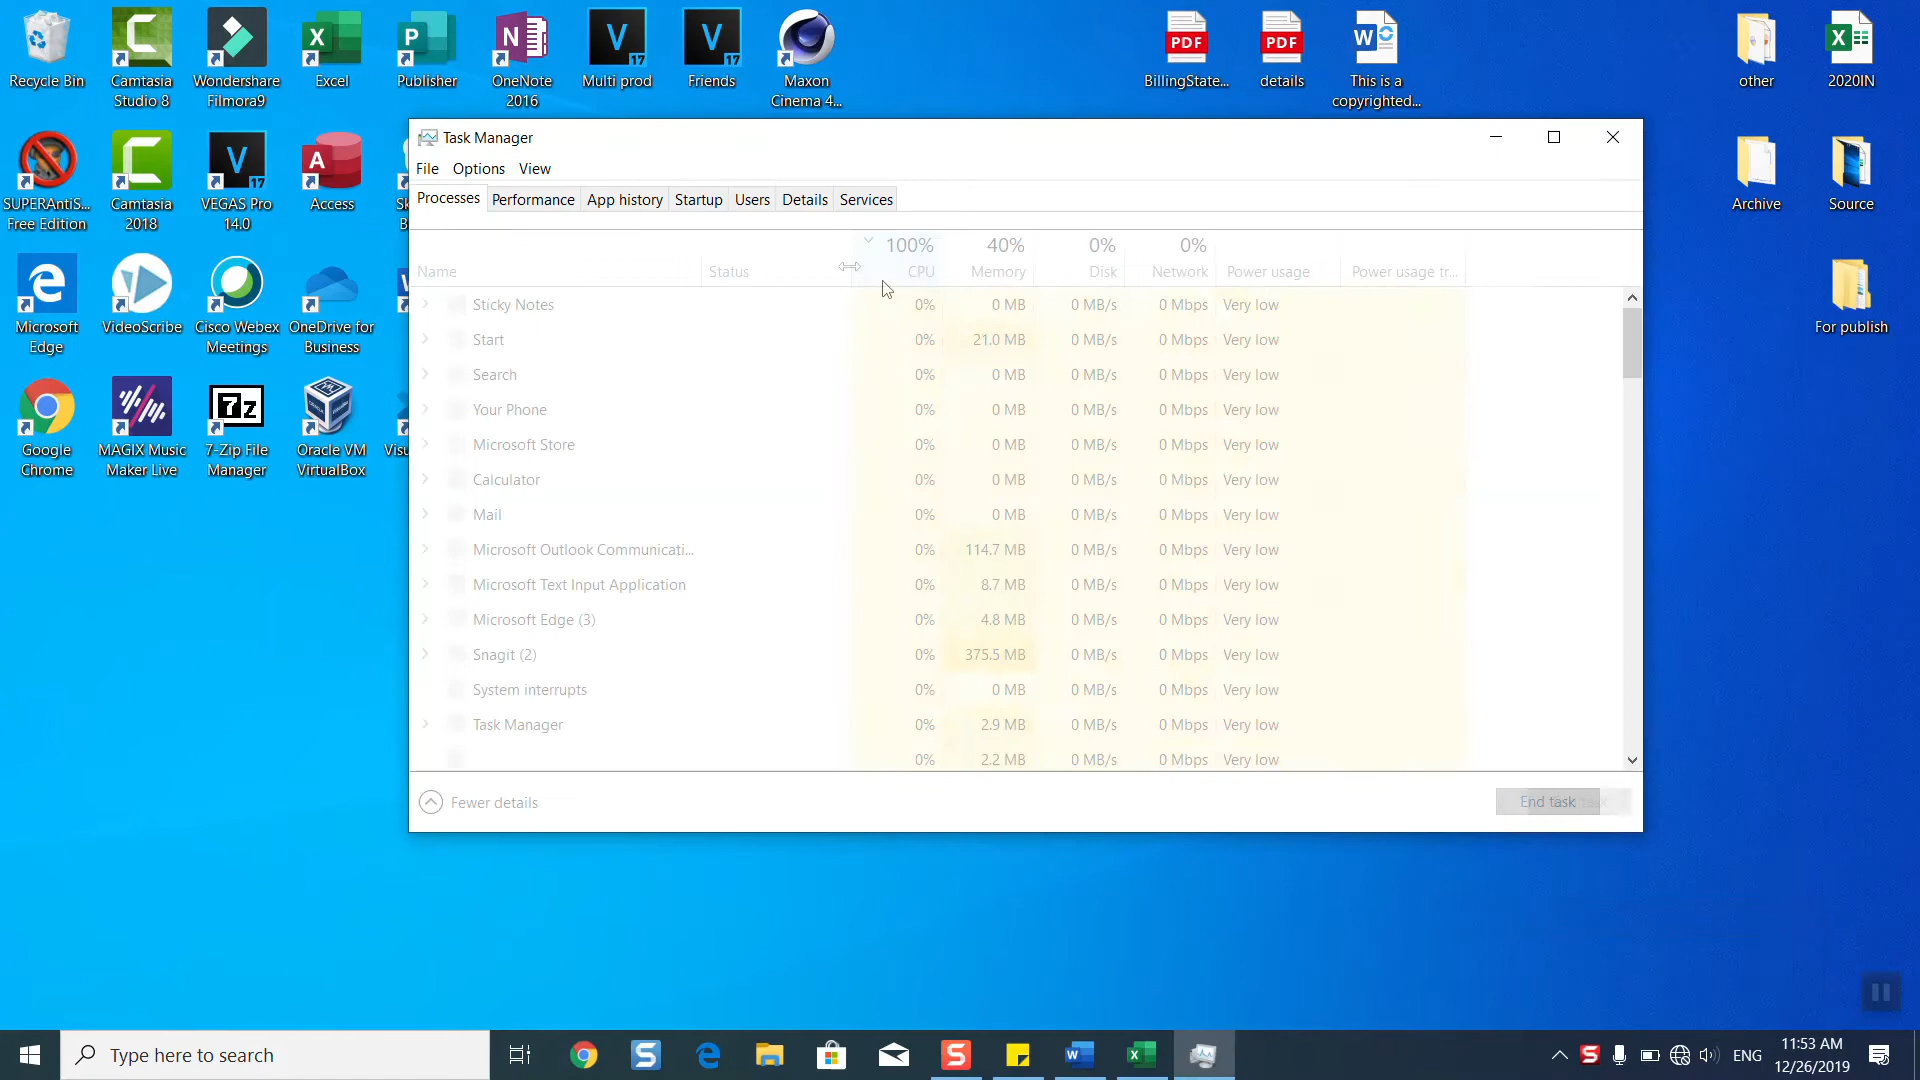 Recycle Bin
Camtasia
Studio 8
Wondershare
Filmora9
Excel
Publisher
OneNote
2016
Multi prod
Friends
Maxon
Cinema 4...
BillingState...
details
This is a
copyrighted...
other
2020IN
SUPERAntiS...
Free Edition
Camtasia
2018
VEGAS Pro
14.0
Access
Archive
Source
Microsoft
Edge
VideoScribe
Cisco Webex
Meetings
OneDrive for
Business
For publish
Google
Chrome
MAGIX Music
Maker Live
7-Zip File
Manager
Oracle VM
VirtualBox
Task Manager
File Options View
Processes Performance App history Startup Users Details Services
100% 40% 0% 0%
Name Status CPU Memory Disk Network Power usage Power usage tr...
Sticky Notes 0% 0 MB 0 MB/s 0 Mbps Very low
Start 0% 21.0 MB 0 MB/s 0 Mbps Very low
Search 0% 0 MB 0 MB/s 0 Mbps Very low
Your Phone 0% 0 MB 0 MB/s 0 Mbps Very low
Microsoft Store 0% 0 MB 0 MB/s 0 Mbps Very low
Calculator 0% 0 MB 0 MB/s 0 Mbps Very low
Mail 0% 0 MB 0 MB/s 0 Mbps Very low
Microsoft Outlook Communicati... 0% 114.7 MB 0 MB/s 0 Mbps Very low
Microsoft Text Input Application 0% 8.7 MB 0 MB/s 0 Mbps Very low
Microsoft Edge (3) 0% 4.8 MB 0 MB/s 0 Mbps Very low
Snagit (2) 0% 375.5 MB 0 MB/s 0 Mbps Very low
System interrupts 0% 0 MB 0 MB/s 0 Mbps Very low
Task Manager 0% 2.9 MB 0 MB/s 0 Mbps Very low
0% 2.2 MB 0 MB/s 0 Mbps Very low
Fewer details
End task
Type here to search
ENG
11:53 AM
12/26/2019